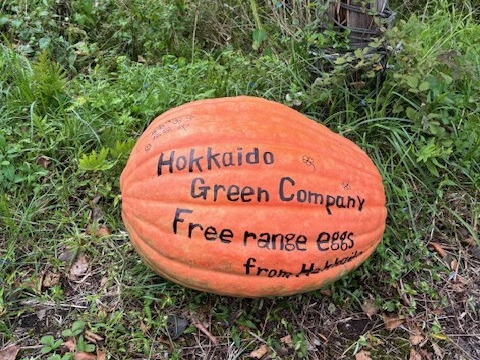 Hokkaido
Green Company
Free range eggs
from Hokkaido